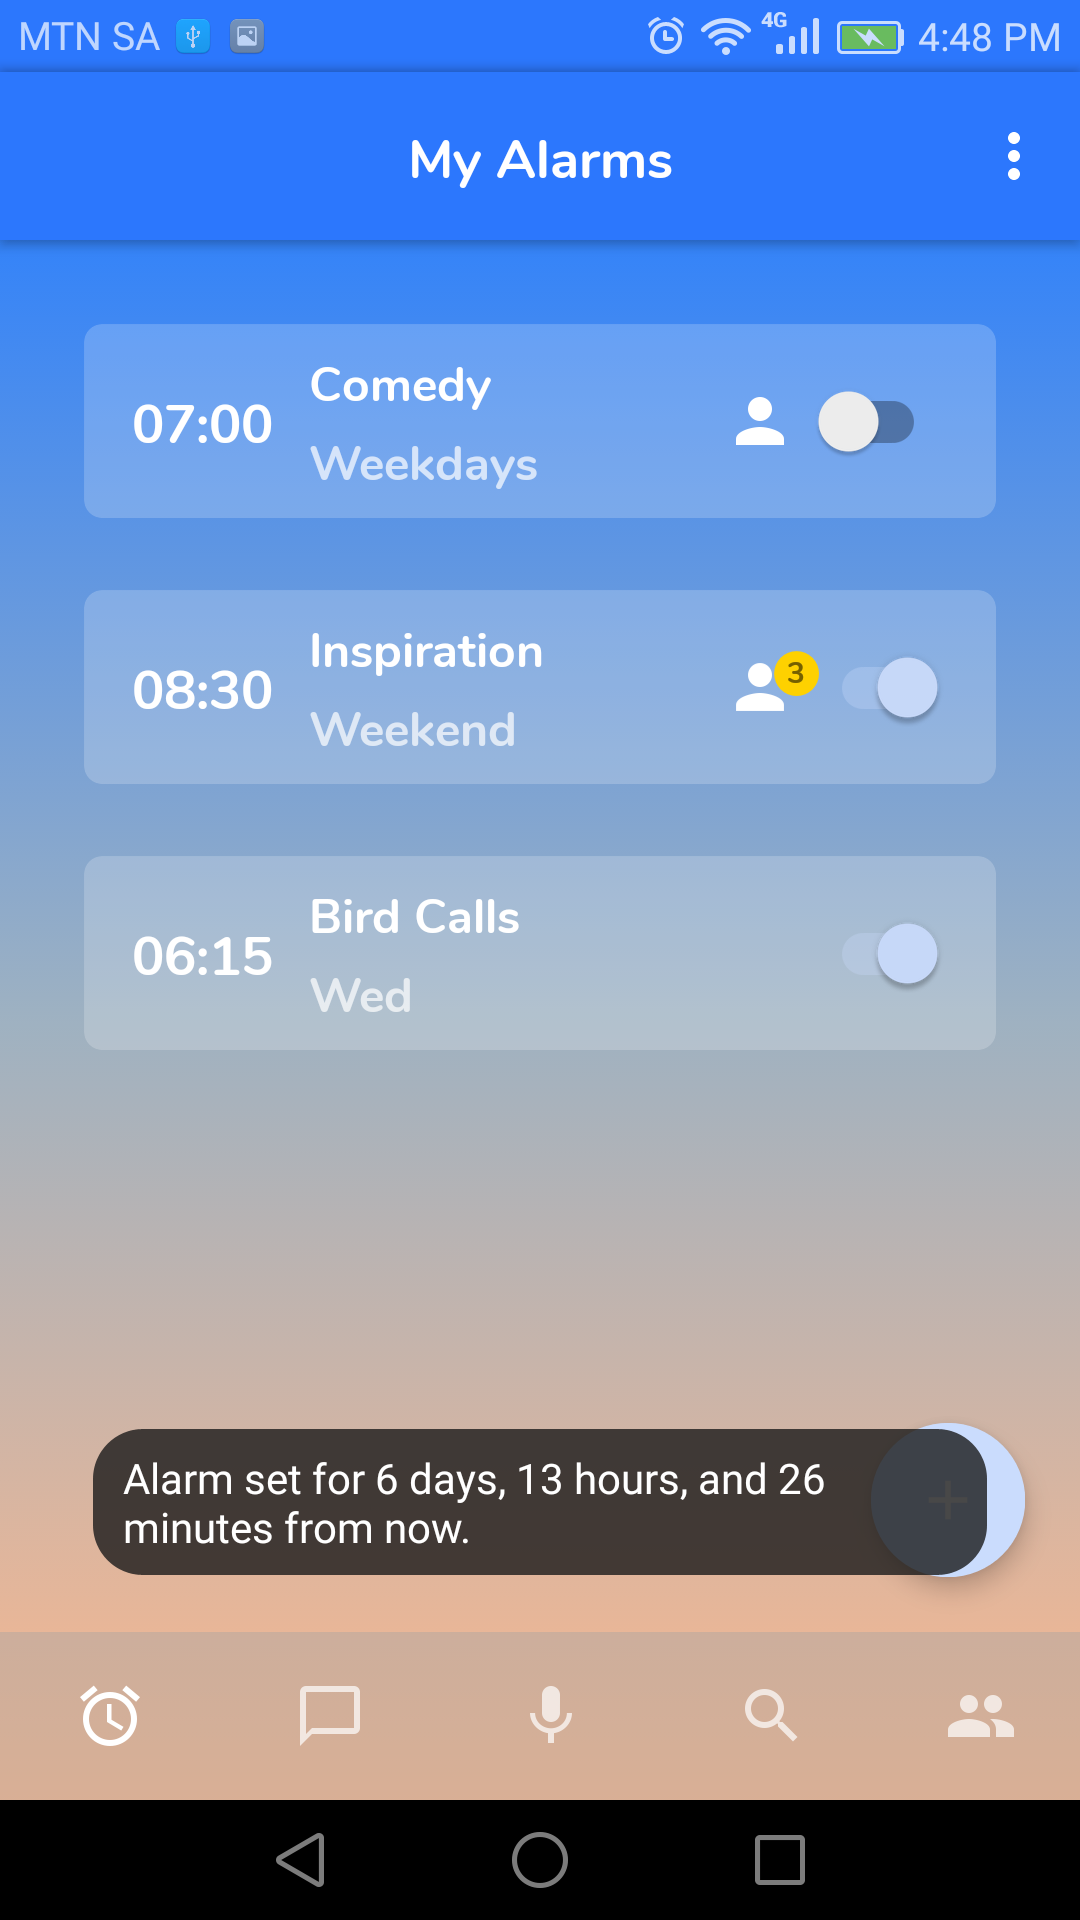 MTN SA
4G
4:48 PM
My Alarms
07:00
Comedy
Weekdays
08:30
Inspiration
Weekend
3
06:15
Bird Calls
Wed
Alarm set for 6 days, 13 hours, and 26
minutes from now.